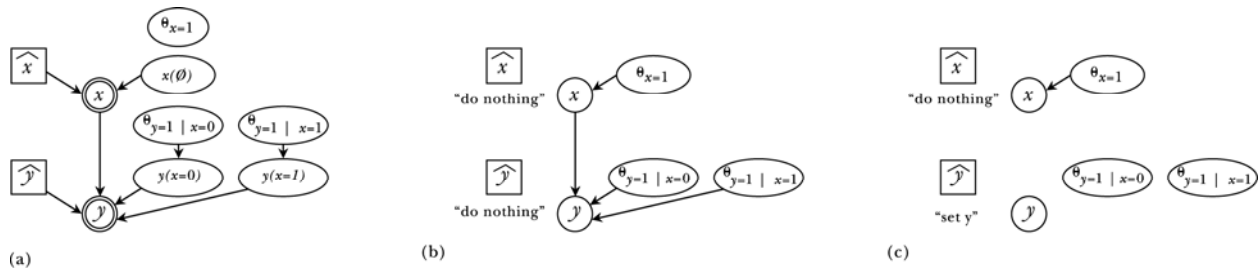 Θx=1
x̂
x(Ø)
x
Θy=1 | x=0
Θy=1 | x=1
ŷ
y(x=0)
y(x=1)
y
(a)
x̂
Θx=1
x
"do nothing"
ŷ
Θy=1 | x=0
Θy=1 | x=1
y
"do nothing"
(b)
x̂
Θx=1
x
"do nothing"
ŷ
Θy=1 | x=0
Θy=1 | x=1
y
"set y"
(c)